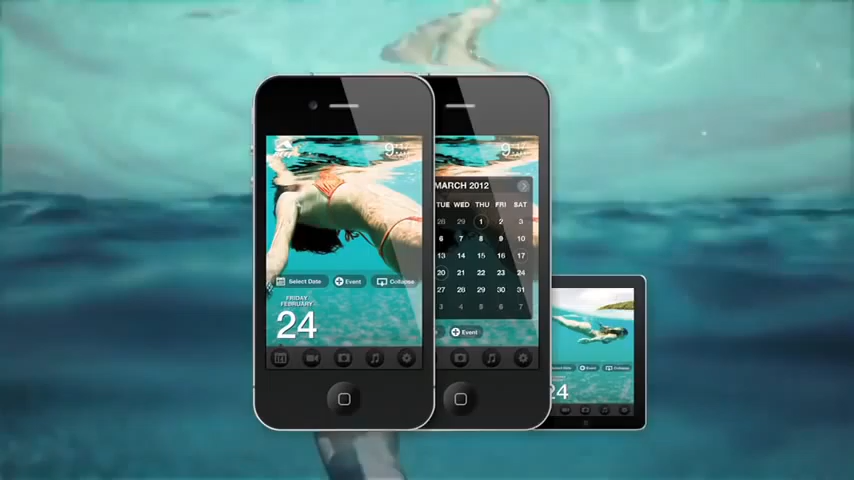 Select Date
Event
Collapse
FRIDAY
FEBRUARY
24
MARCH 2012
TUE WED THU FRI SAT
28 29 1 2 3
6 7 8 9 10
13 14 15 16 17
20 21 22 23 24
27 28 29 30 31
3 4 5 6 7
Event
Event
Collapse
24